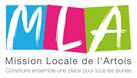 MLA
Mission Locale de l'Artois
Construire ensemble une place pour tous les jeunes